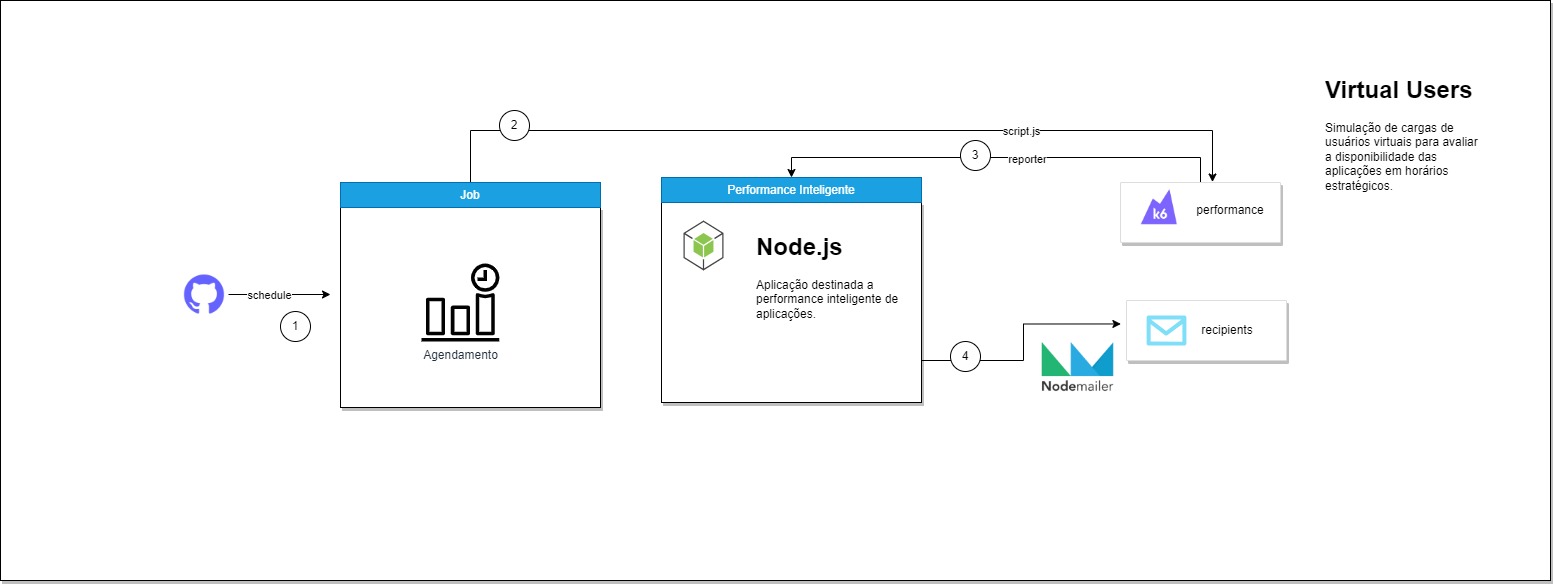 Virtual Users
Simulação de cargas de
usuários virtuais para avaliar
a disponibilidade das
aplicações em horários
estratégicos.
2
script.js
3
reporter
Job
Performance Inteligente
k6
performance
Node.js
Aplicação destinada a
performance inteligente de
aplicações.
schedule
1
Agendamento
4
recipients
Nodemailer